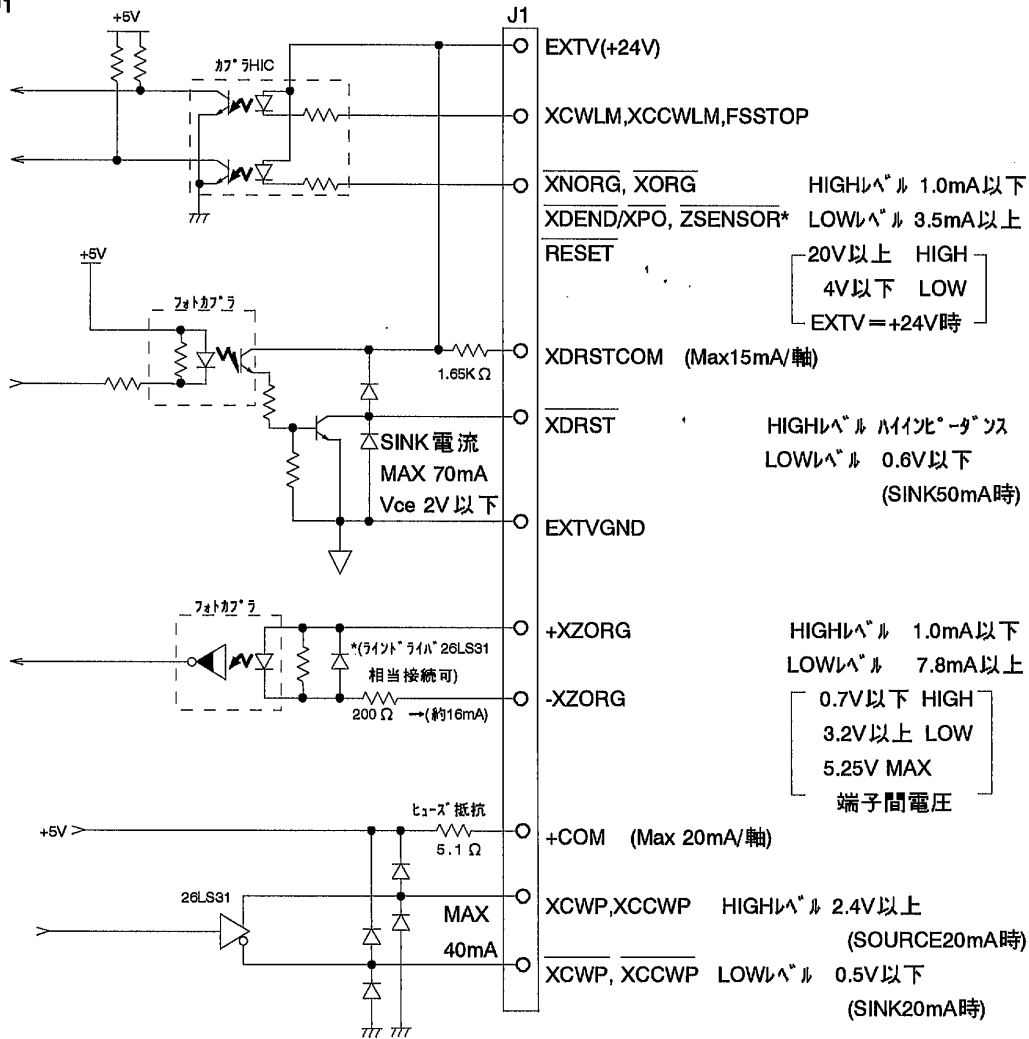 J1
+5V
カプラHIC
J1
EXTV(+24V)
XCWLM,XCCWLM,FSSTOP
XNORG, XORG HIGHレベル 1.0mA以下
XDEND/XPO, ZSENSOR* LOWレベル 3.5mA以上
RESET 20V以上 HIGH
4V以下 LOW
EXTV=+24V時
+5V
フォトカプラ
1.65KΩ
XDRSTCOM (Max15mA/軸)
XDRST HIGHレベル ハイインピーダンス
LOWレベル 0.6V以下
(SINK50mA時)
SINK電流
MAX 70mA
Vce 2V以下
EXTVGND
フォトカプラ
*(ラインドライバ26LS31
相当接続可)
200Ω →(約16mA)
+XZORG HIGHレベル 1.0mA以下
LOWレベル 7.8mA以上
-XZORG 0.7V以下 HIGH
3.2V以上 LOW
5.25V MAX
端子間電圧
+5V
ヒューズ抵抗
5.1Ω
+COM (Max 20mA/軸)
26LS31
MAX
40mA
XCWP,XCCWP HIGHレベル 2.4V以上
(SOURCE20mA時)
XCWP, XCCWP LOWレベル 0.5V以下
(SINK20mA時)